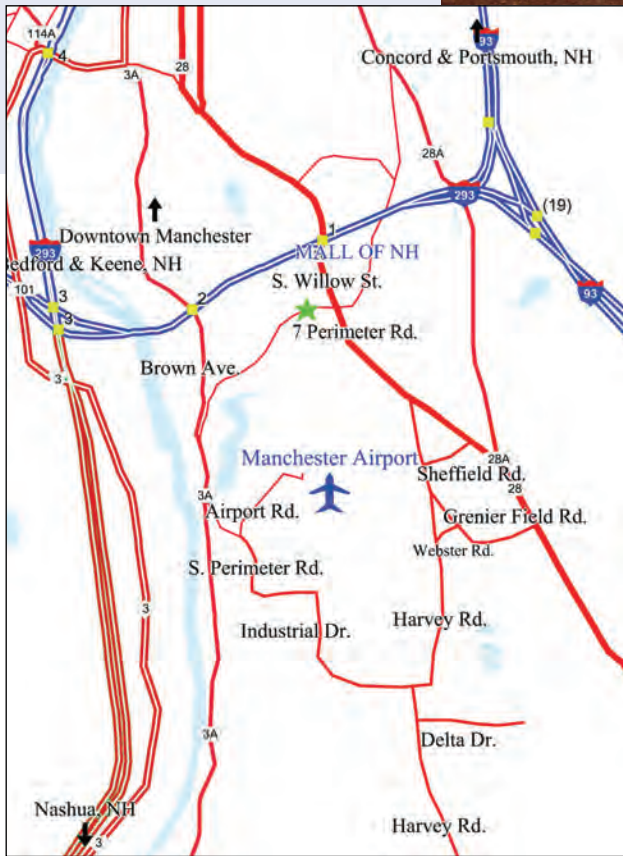 114A
4
3A
28
93
Concord & Portsmouth, NH
28A
293
(19)
Downtown Manchester
1
MALL OF NH
293
Bedford & Keene, NH
101
S. Willow St.
93
3
2
3
7 Perimeter Rd.
Brown Ave.
3
Manchester Airport
28A
Sheffield Rd.
28
3A
Airport Rd.
Grenier Field Rd.
Webster Rd.
S. Perimeter Rd.
3
Industrial Dr.
Harvey Rd.
3A
Delta Dr.
Nashua, NH
Harvey Rd.
3